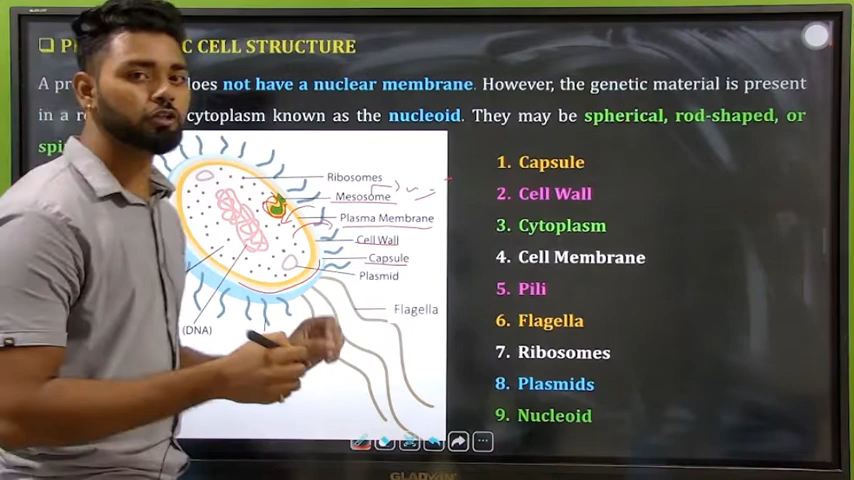 C CELL STRUCTURE
A pr does not have a nuclear membrane. However, the genetic material is present
in a r cytoplasm known as the nucleoid. They may be spherical, rod-shaped, or
spi
Ribosomes
Mesosome
Plasma Membrane
Cell Wall
Capsule
Plasmid
Flagella
(DNA)
1. Capsule
2. Cell Wall
3. Cytoplasm
4. Cell Membrane
5. Pili
6. Flagella
7. Ribosomes
8. Plasmids
9. Nucleoid
GLADWIN